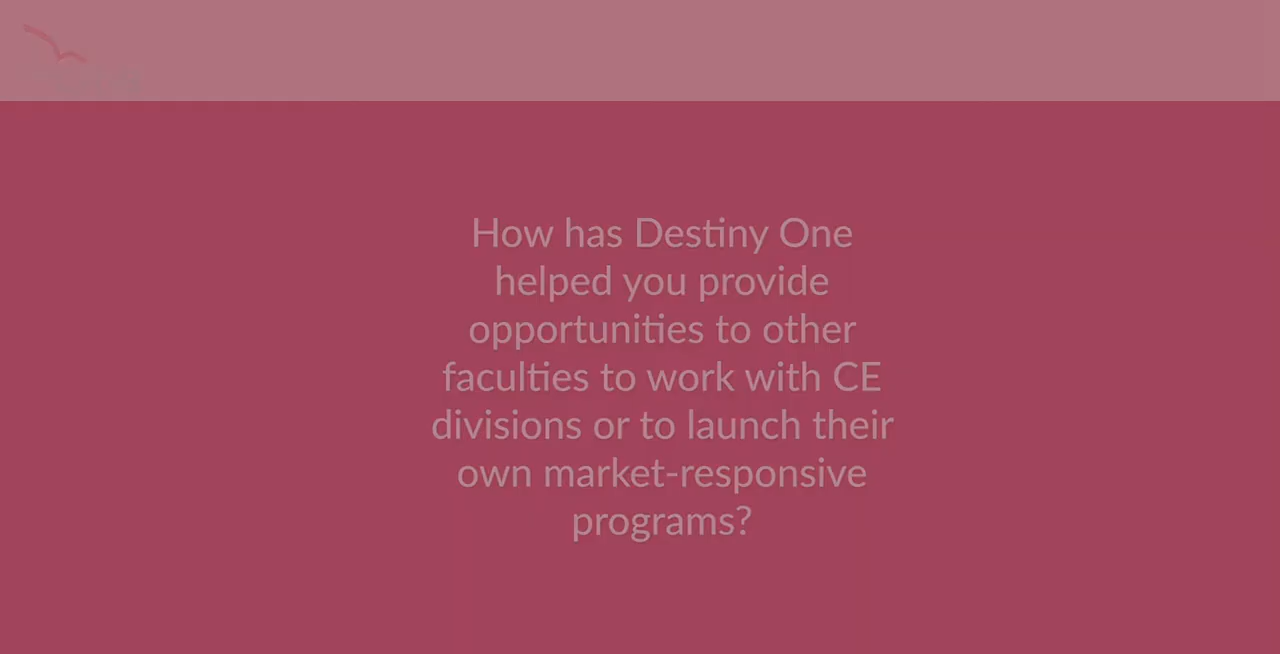 How has Destiny One
helped you provide
opportunities to other
faculties to work with CE
divisions or to launch their
own market-responsive
programs?